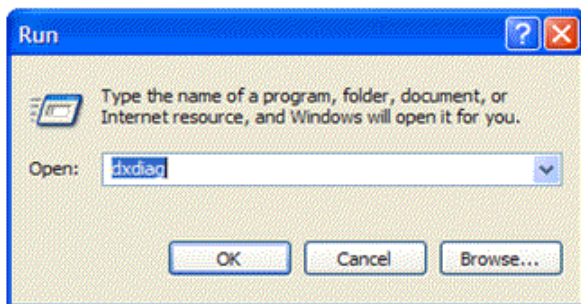 Run
Type the name of a program, folder, document, or
Internet resource, and Windows will open it for you.
Open: dxdiag
OK Cancel Browse...